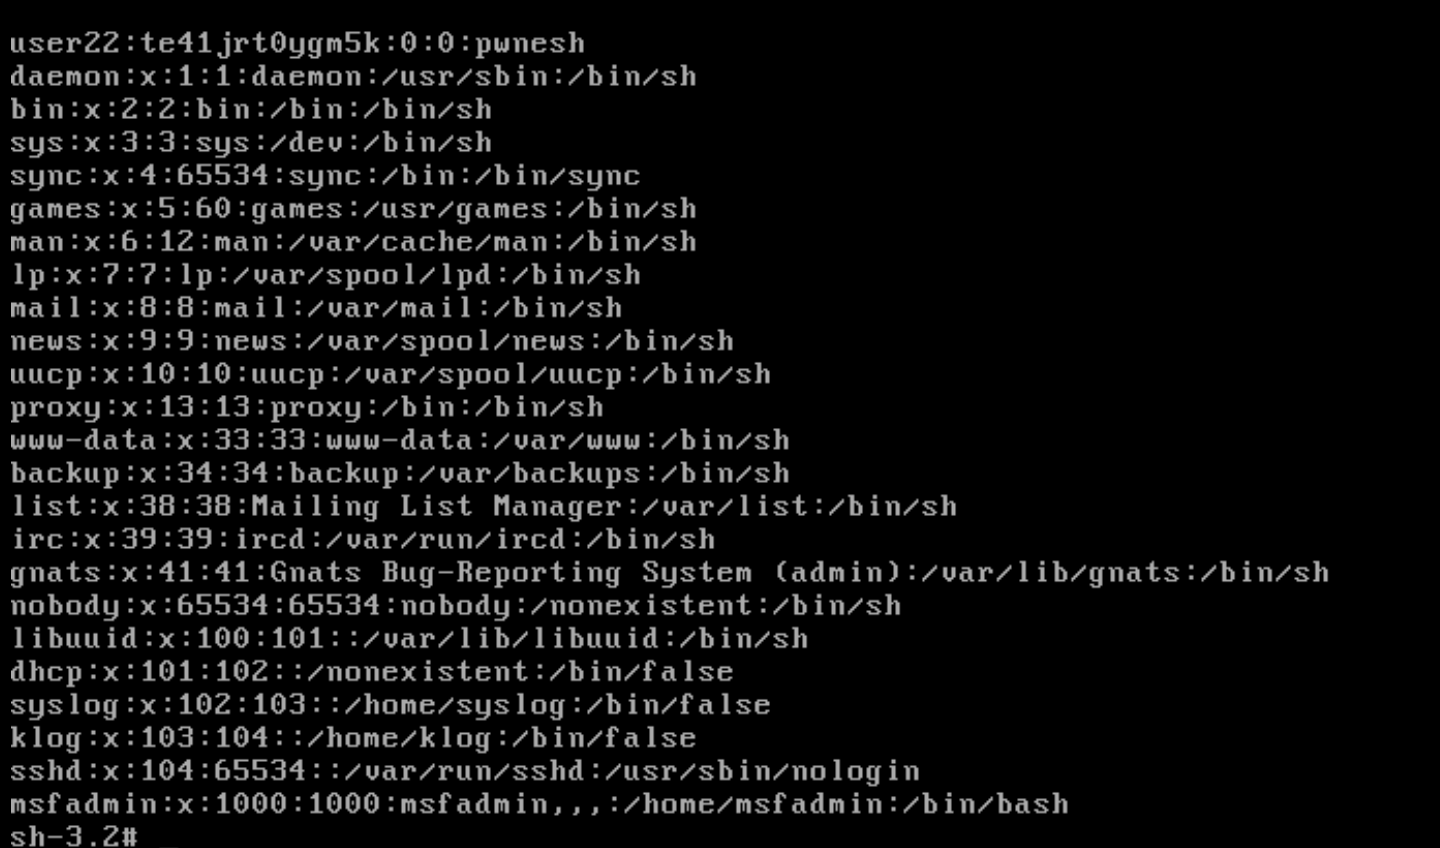 user22:te41jrt0ygm5k:0:0:pwnesh
daemon:x:1:1:daemon:/usr/sbin:/bin/sh
bin:x:2:2:bin:/bin:/bin/sh
sys:x:3:3:sys:/dev:/bin/sh
sync:x:4:65534:sync:/bin:/bin/sync
games:x:5:60:games:/usr/games:/bin/sh
man:x:6:12:man:/var/cache/man:/bin/sh
lp:x:7:7:lp:/var/spool/lpd:/bin/sh
mail:x:8:8:mail:/var/mail:/bin/sh
news:x:9:9:news:/var/spool/news:/bin/sh
uucp:x:10:10:uucp:/var/spool/uucp:/bin/sh
proxy:x:13:13:proxy:/bin:/bin/sh
www-data:x:33:33:www-data:/var/www:/bin/sh
backup:x:34:34:backup:/var/backups:/bin/sh
list:x:38:38:Mailing List Manager:/var/list:/bin/sh
irc:x:39:39:ircd:/var/run/ircd:/bin/sh
gnats:x:41:41:Gnats Bug-Reporting System (admin):/var/lib/gnats:/bin/sh
nobody:x:65534:65534:nobody:/nonexistent:/bin/sh
libuuid:x:100:101::/var/lib/libuuid:/bin/sh
dhcp:x:101:102::/nonexistent:/bin/false
syslog:x:102:103::/home/syslog:/bin/false
klog:x:103:104::/home/klog:/bin/false
sshd:x:104:65534::/var/run/sshd:/usr/sbin/nologin
msfadmin:x:1000:1000:msfadmin,,,:/home/msfadmin:/bin/bash
sh-3.2#